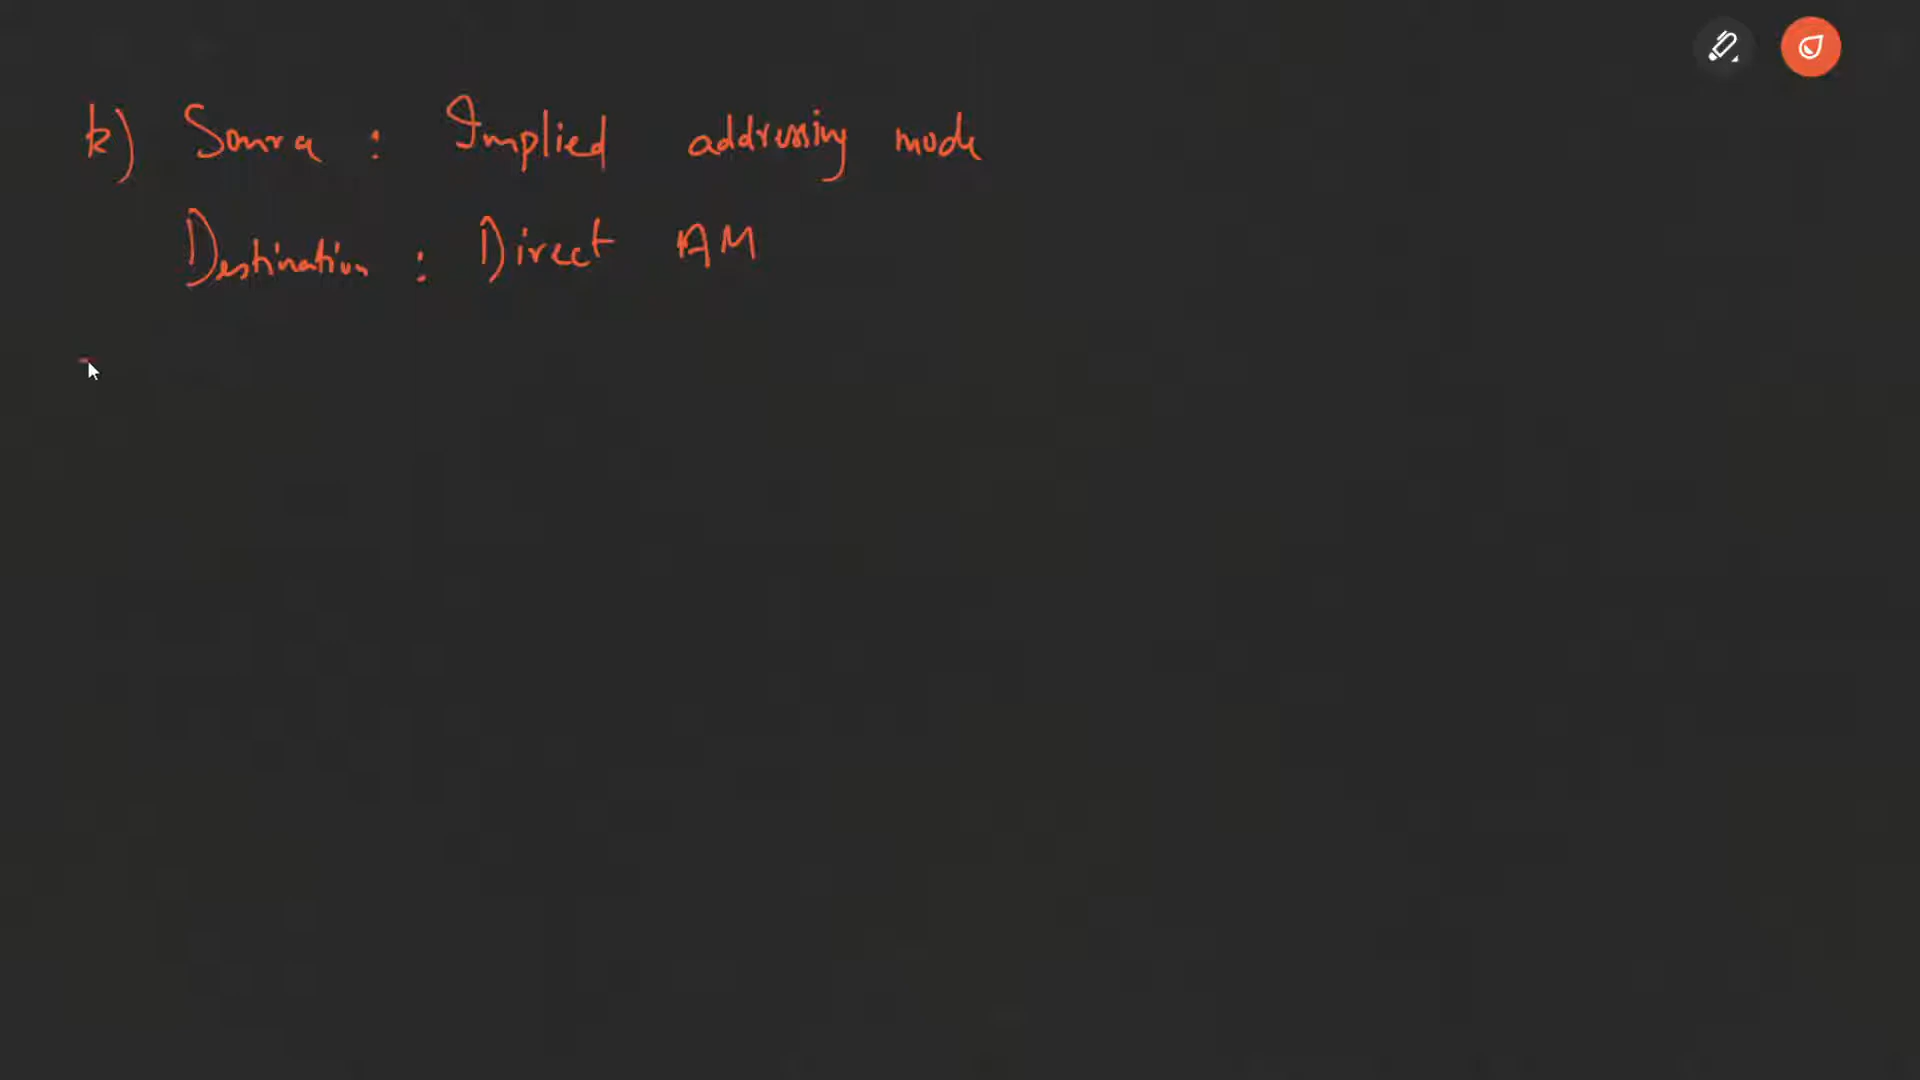 k) Source : Implied addressing mode
Destination : Direct AM